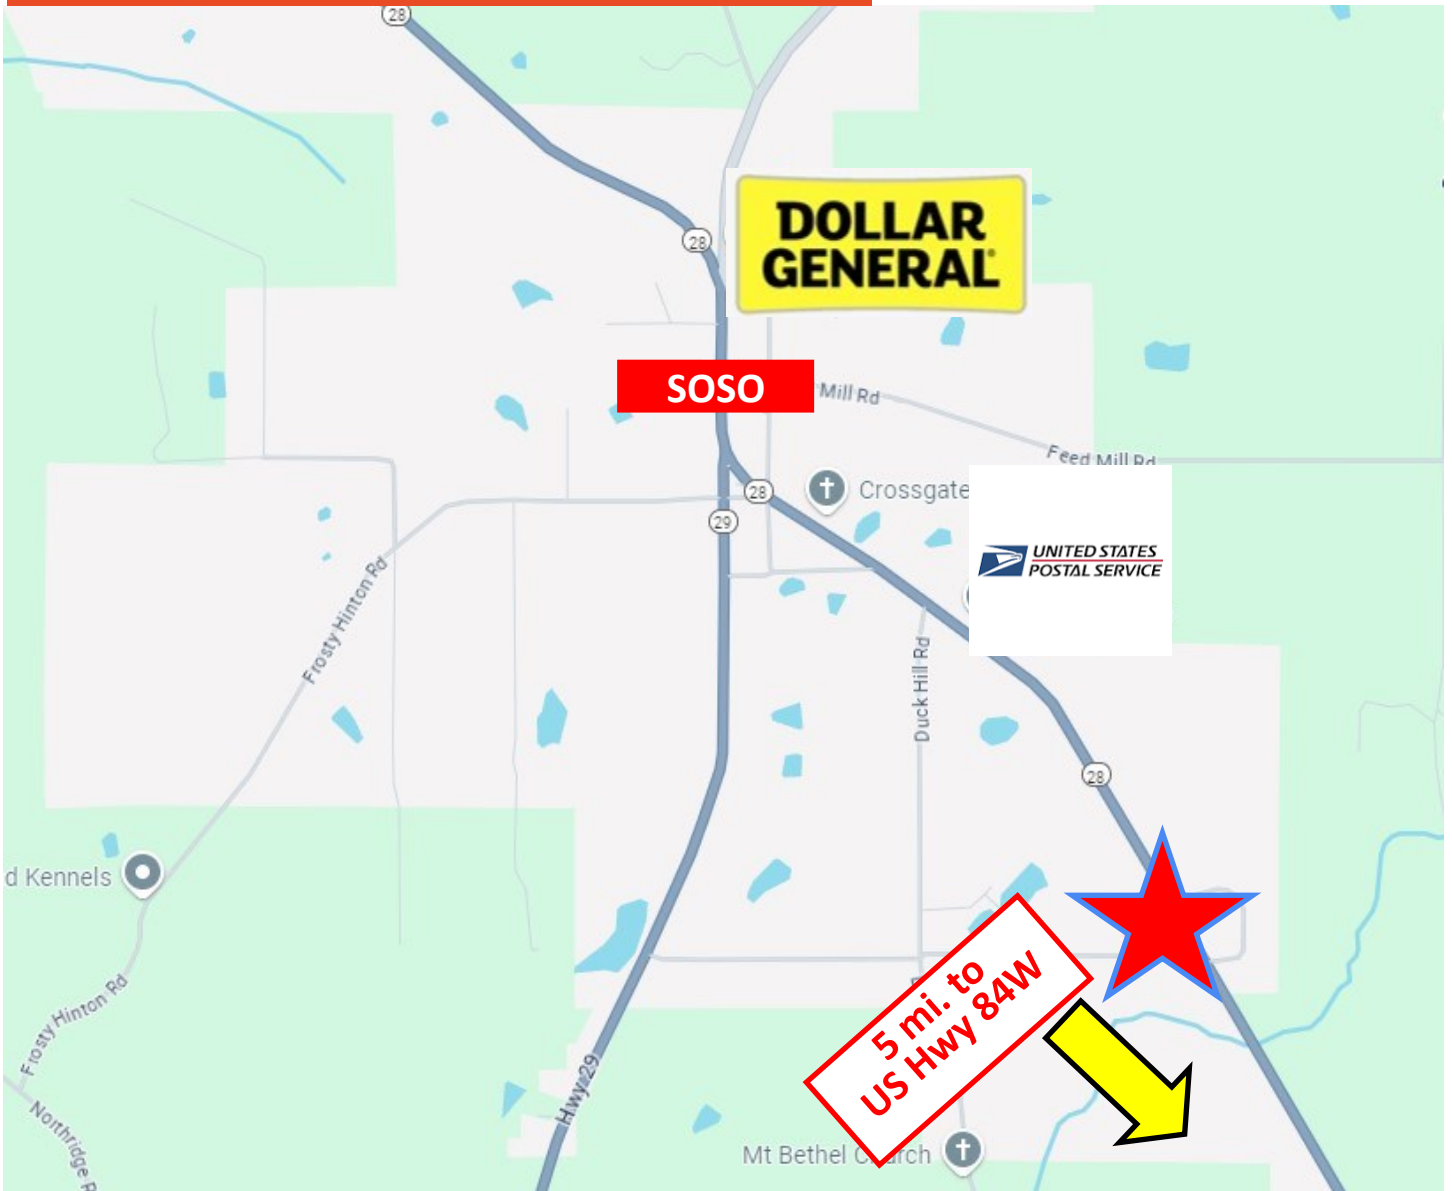 28
DOLLAR
GENERAL
28
SOSO
Mill Rd
Feed Mill Rd
28
Crossgate
29
UNITED STATES
POSTAL SERVICE
Frosty Hinton Rd
Duck Hill Rd
28
d Kennels
5 mi. to
US Hwy 84W
Frosty Hinton Rd
Hwy 29
Northridge R
Mt Bethel Church